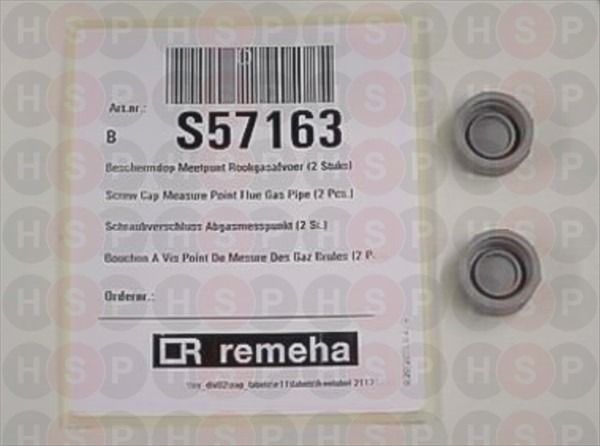 Art.nr.:
B S57163
Beschermdop Meetpunt Rookgasafvoer (2 Stuks)
Screw Cap Measure Point Flue Gas Pipe (2 Pcs.)
Schraubverschluss Abgasmesspunkt (2 St.)
Bouchon A Vis Point De Mesure Des Gaz Brules (2 P.
Ordernr.:
remeha
HSP